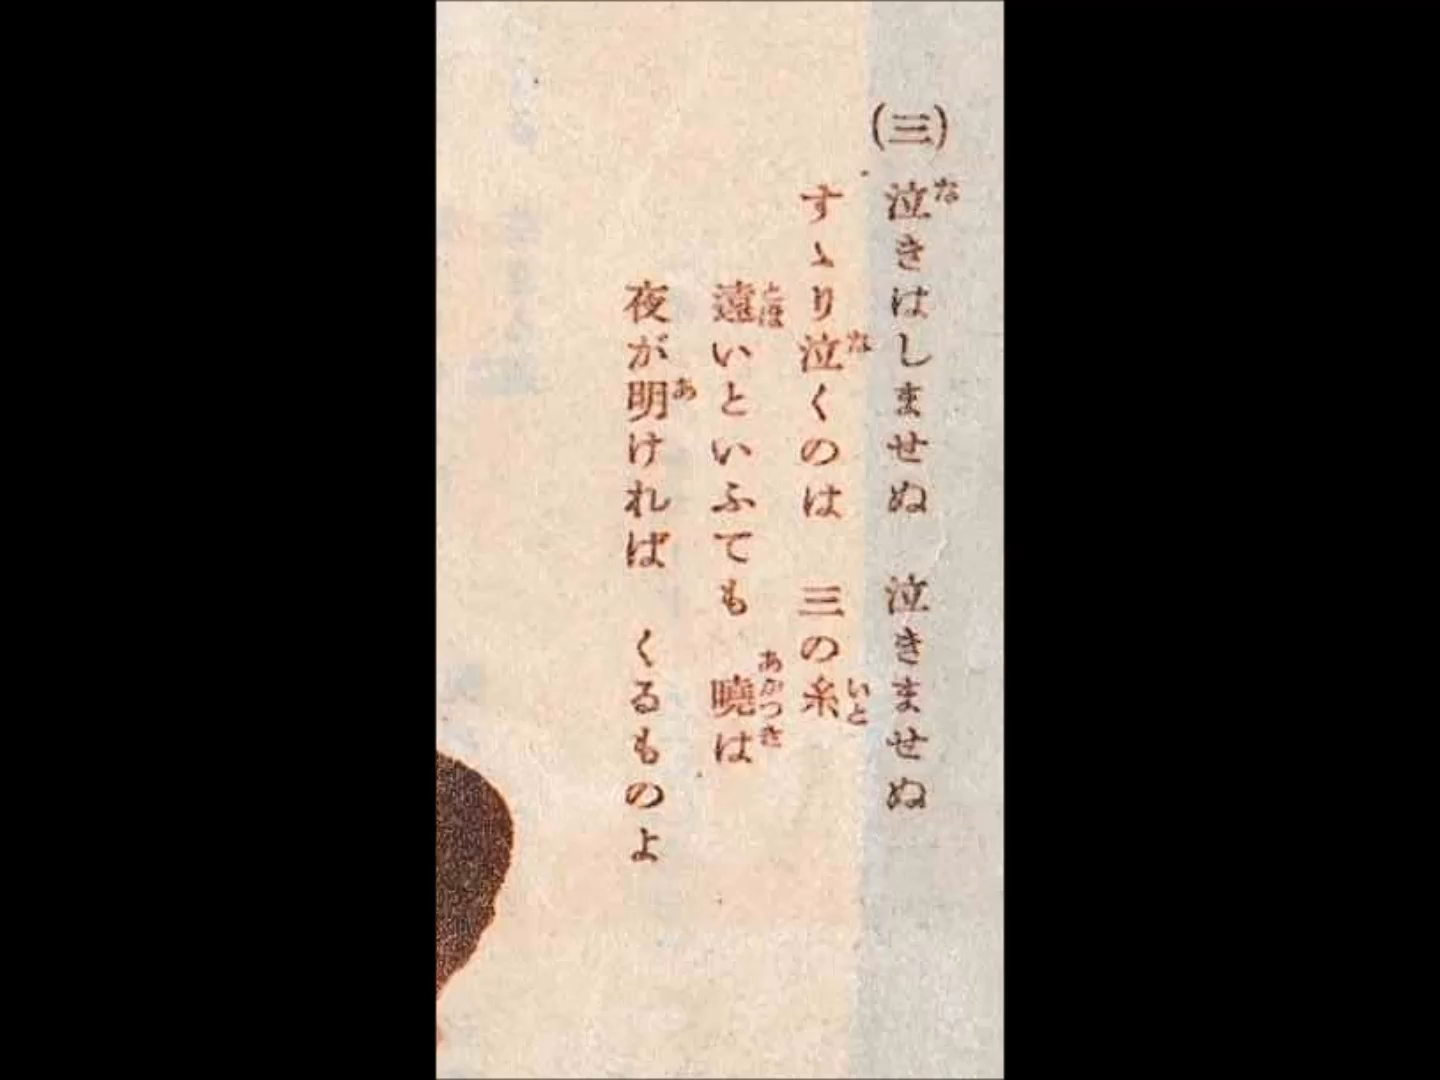 (三) 泣きはしませぬ 泣きませぬ
すゝり泣くのは 三の糸
遠いといふても 曉は
夜が明ければ くるものよ